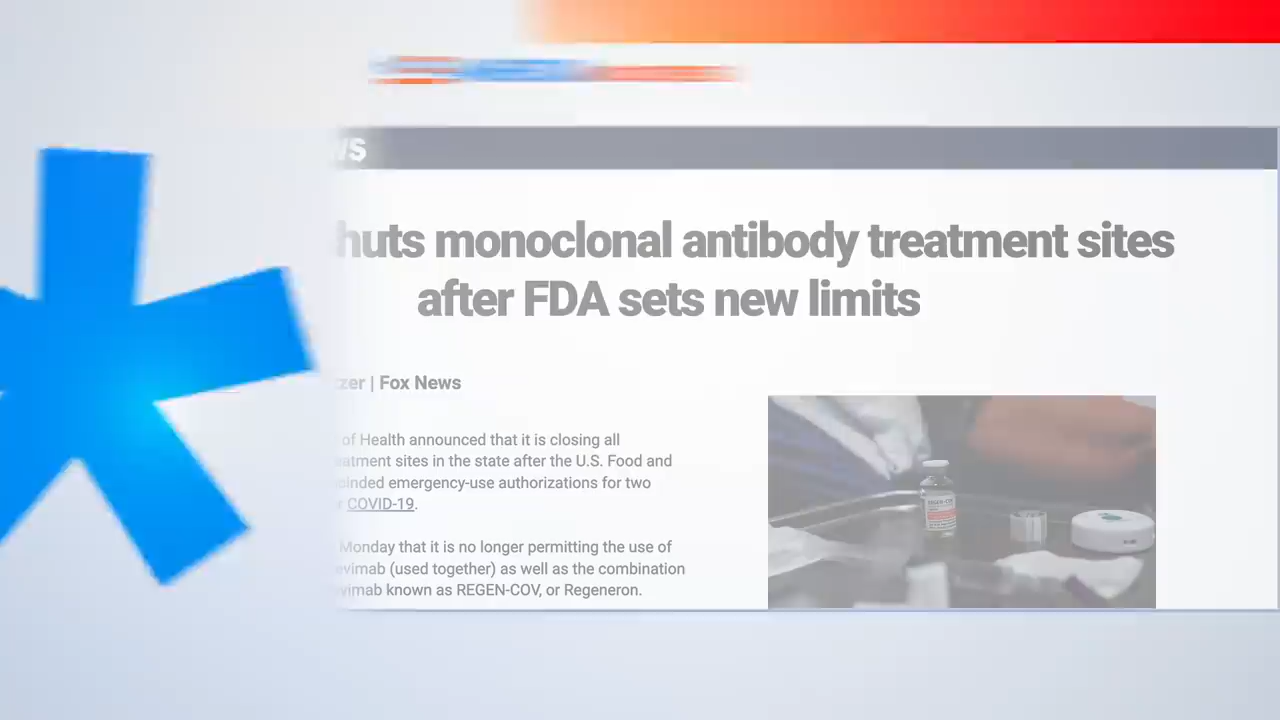 WS
huts monoclonal antibody treatment sites
after FDA sets new limits
zer | Fox News
of Health announced that it is closing all
eatment sites in the state after the U.S. Food and
cinded emergency-use authorizations for two
COVID-19.
Monday that it is no longer permitting the use of
evimab (used together) as well as the combination
evimab known as REGEN-COV, or Regeneron.